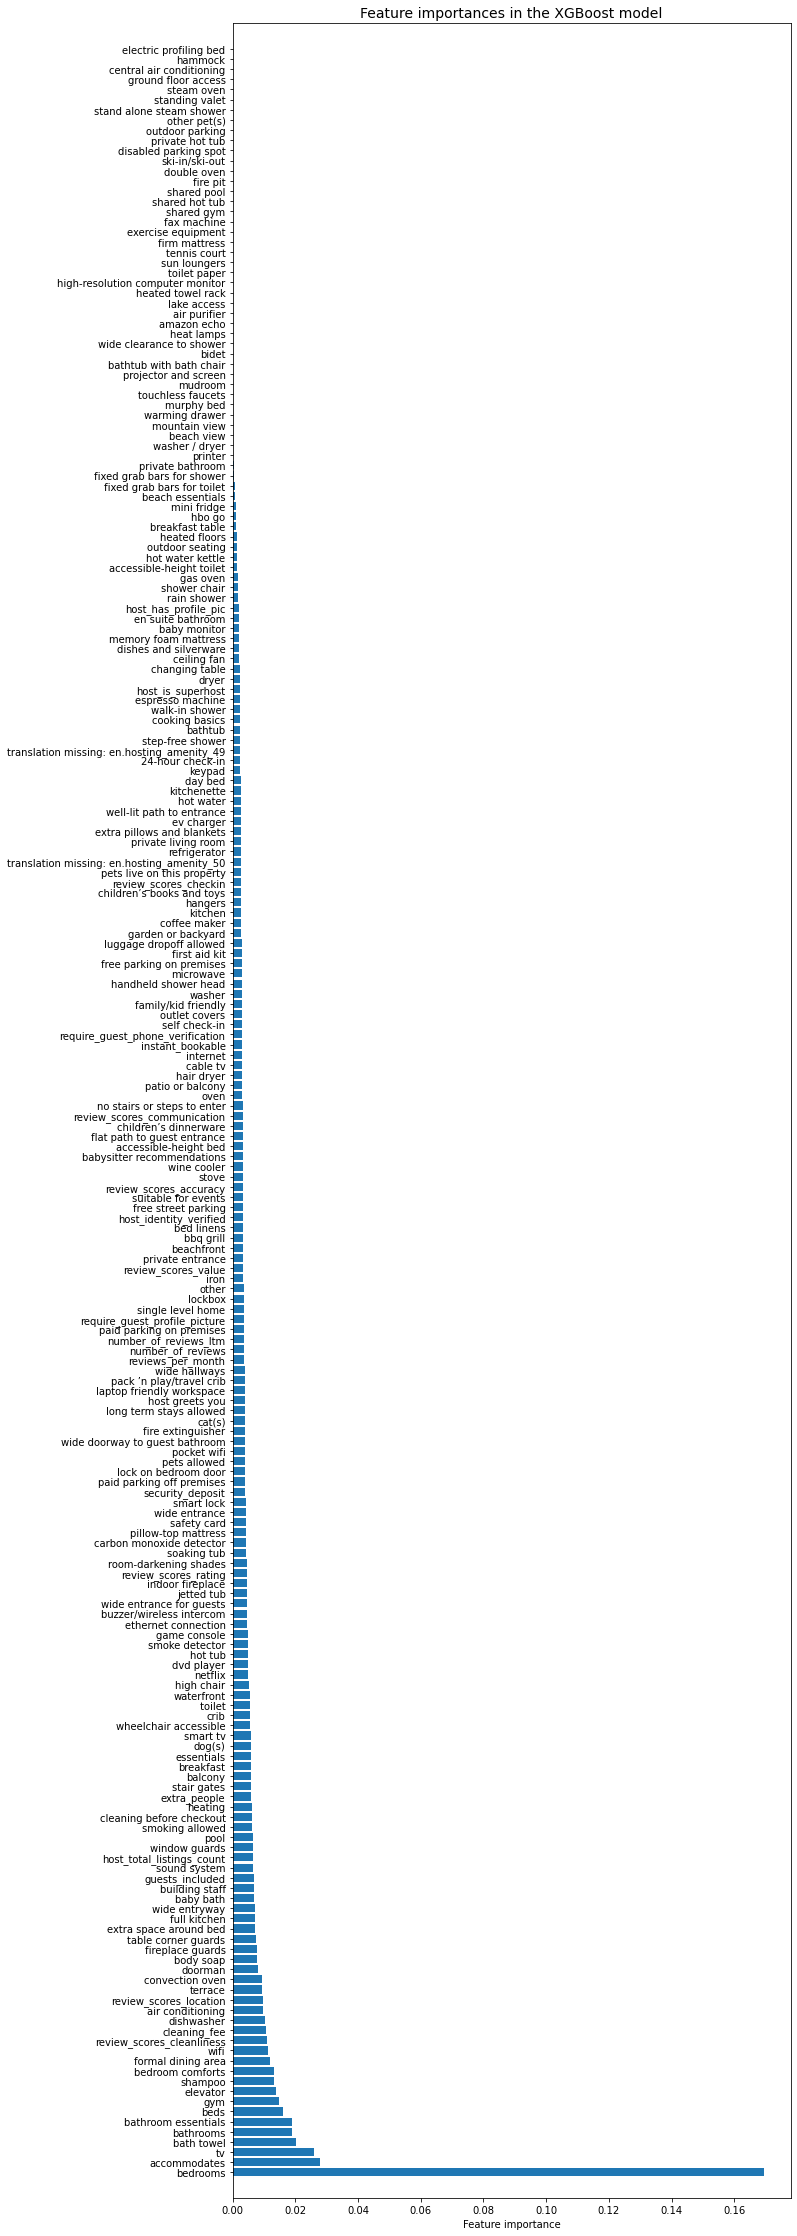 Feature importances in the XGBoost model
electric profiling bed
hammock
central air conditioning
ground floor access
steam oven
standing valet
stand alone steam shower
other pet(s)
outdoor parking
private hot tub
disabled parking spot
ski-in/ski-out
double oven
fire pit
shared pool
shared hot tub
shared gym
fax machine
exercise equipment
firm mattress
tennis court
sun loungers
toilet paper
high-resolution computer monitor
heated towel rack
lake access
air purifier
amazon echo
heat lamps
wide clearance to shower
bidet
bathtub with bath chair
projector and screen
mudroom
touchless faucets
murphy bed
warming drawer
mountain view
beach view
washer / dryer
printer
private bathroom
fixed grab bars for shower
fixed grab bars for toilet
beach essentials
mini fridge
hbo go
breakfast table
heated floors
outdoor seating
hot water kettle
accessible-height toilet
gas oven
shower chair
rain shower
host_has_profile_pic
en suite bathroom
baby monitor
memory foam mattress
dishes and silverware
ceiling fan
changing table
dryer
host_is_superhost
espresso machine
walk-in shower
cooking basics
bathtub
step-free shower
translation missing: en.hosting_amenity_49
24-hour check-in
keypad
day bed
kitchenette
hot water
well-lit path to entrance
ev charger
extra pillows and blankets
private living room
refrigerator
translation missing: en.hosting_amenity_50
pets live on this property
review_scores_checkin
children’s books and toys
hangers
kitchen
coffee maker
garden or backyard
luggage dropoff allowed
first aid kit
free parking on premises
microwave
handheld shower head
washer
family/kid friendly
outlet covers
self check-in
require_guest_phone_verification
instant_bookable
internet
cable tv
hair dryer
patio or balcony
oven
no stairs or steps to enter
review_scores_communication
children’s dinnerware
flat path to guest entrance
accessible-height bed
babysitter recommendations
wine cooler
stove
review_scores_accuracy
suitable for events
free street parking
host_identity_verified
bed linens
bbq grill
beachfront
private entrance
review_scores_value
iron
other
lockbox
single level home
require_guest_profile_picture
paid parking on premises
number_of_reviews_ltm
number_of_reviews
reviews_per_month
wide hallways
pack ’n play/travel crib
laptop friendly workspace
host greets you
long term stays allowed
cat(s)
fire extinguisher
wide doorway to guest bathroom
pocket wifi
pets allowed
lock on bedroom door
paid parking off premises
security_deposit
smart lock
wide entrance
safety card
pillow-top mattress
carbon monoxide detector
soaking tub
room-darkening shades
review_scores_rating
indoor fireplace
jetted tub
wide entrance for guests
buzzer/wireless intercom
ethernet connection
game console
smoke detector
hot tub
dvd player
netflix
high chair
waterfront
toilet
crib
wheelchair accessible
smart tv
dog(s)
essentials
breakfast
balcony
stair gates
extra_people
heating
cleaning before checkout
smoking allowed
pool
window guards
host_total_listings_count
sound system
guests_included
building staff
baby bath
wide entryway
full kitchen
extra space around bed
table corner guards
fireplace guards
body soap
doorman
convection oven
terrace
review_scores_location
air conditioning
dishwasher
cleaning_fee
review_scores_cleanliness
wifi
formal dining area
bedroom comforts
shampoo
elevator
gym
beds
bathroom essentials
bathrooms
bath towel
tv
accommodates
bedrooms
0.00 0.02 0.04 0.06 0.08 0.10 0.12 0.14 0.16
Feature importance